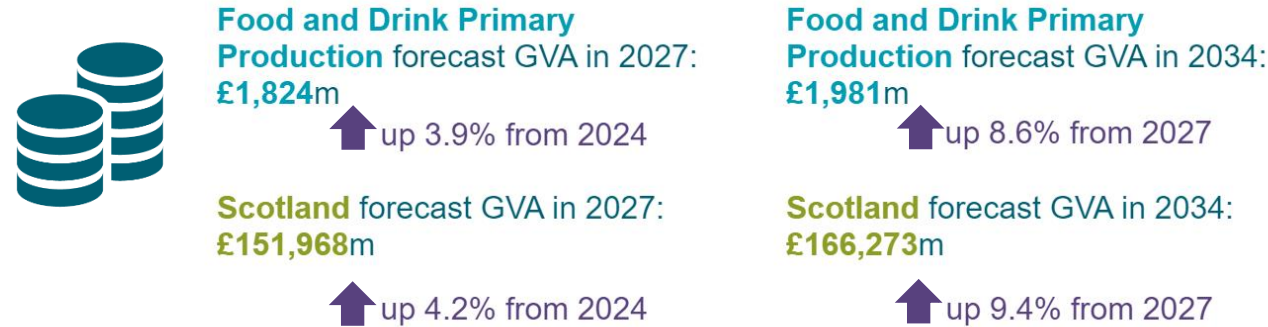 Food and Drink Primary
Production forecast GVA in 2027:
£1,824m
up 3.9% from 2024
Food and Drink Primary
Production forecast GVA in 2034:
£1,981m
up 8.6% from 2027
Scotland forecast GVA in 2027:
£151,968m
up 4.2% from 2024
Scotland forecast GVA in 2034:
£166,273m
up 9.4% from 2027